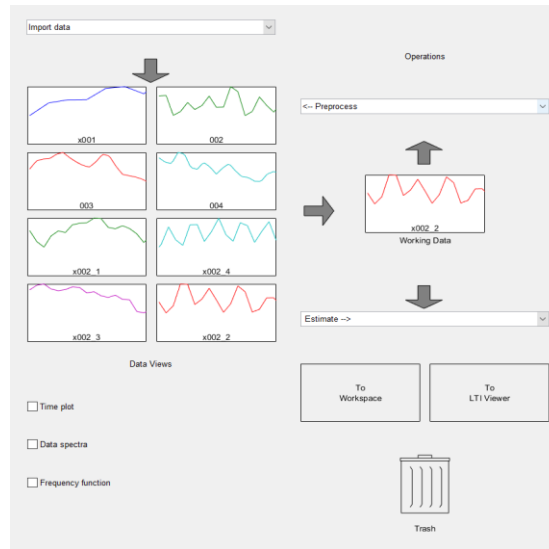 Import data
Operations
<-- Preprocess
x001
002
003
004
x002_1
x002_4
x002_3
x002_2
x002_2
Working Data
Estimate -->
Data Views
Time plot
Data spectra
Frequency function
To
Workspace
To
LTI Viewer
Trash